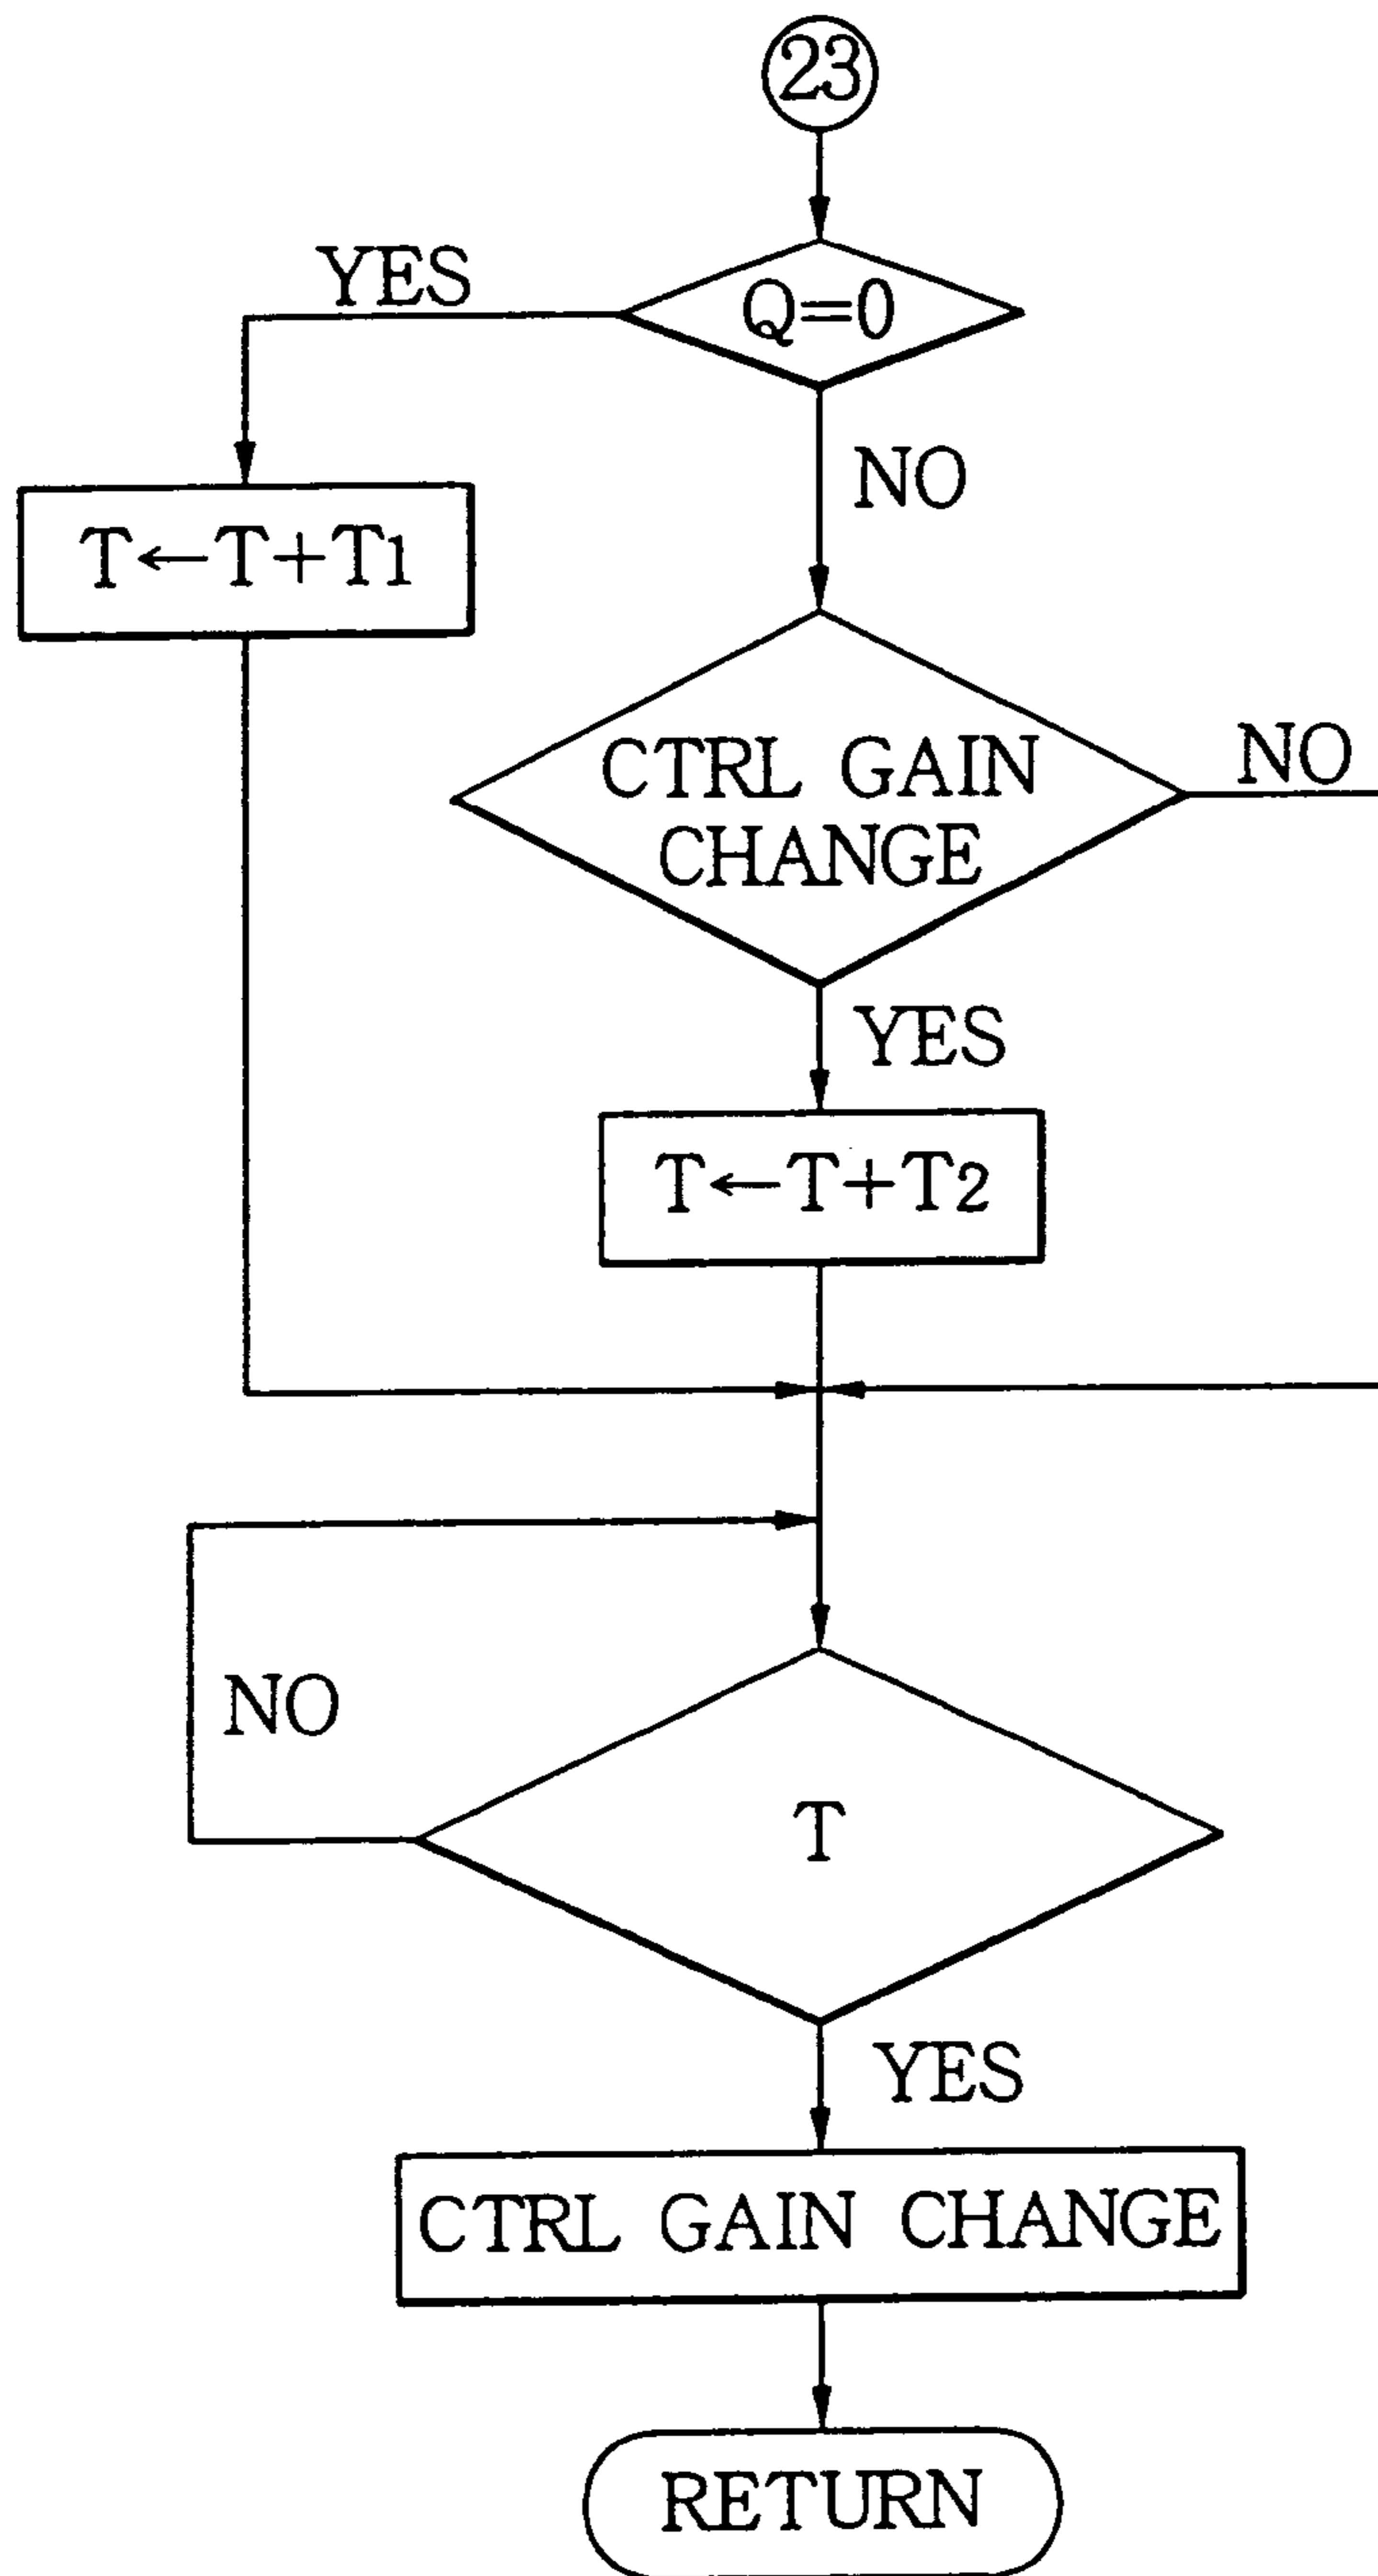 23
YES
Q=0
NO
T←T+T1
CTRL GAIN
CHANGE
NO
YES
T←T+T2
NO
T
YES
CTRL GAIN CHANGE
RETURN